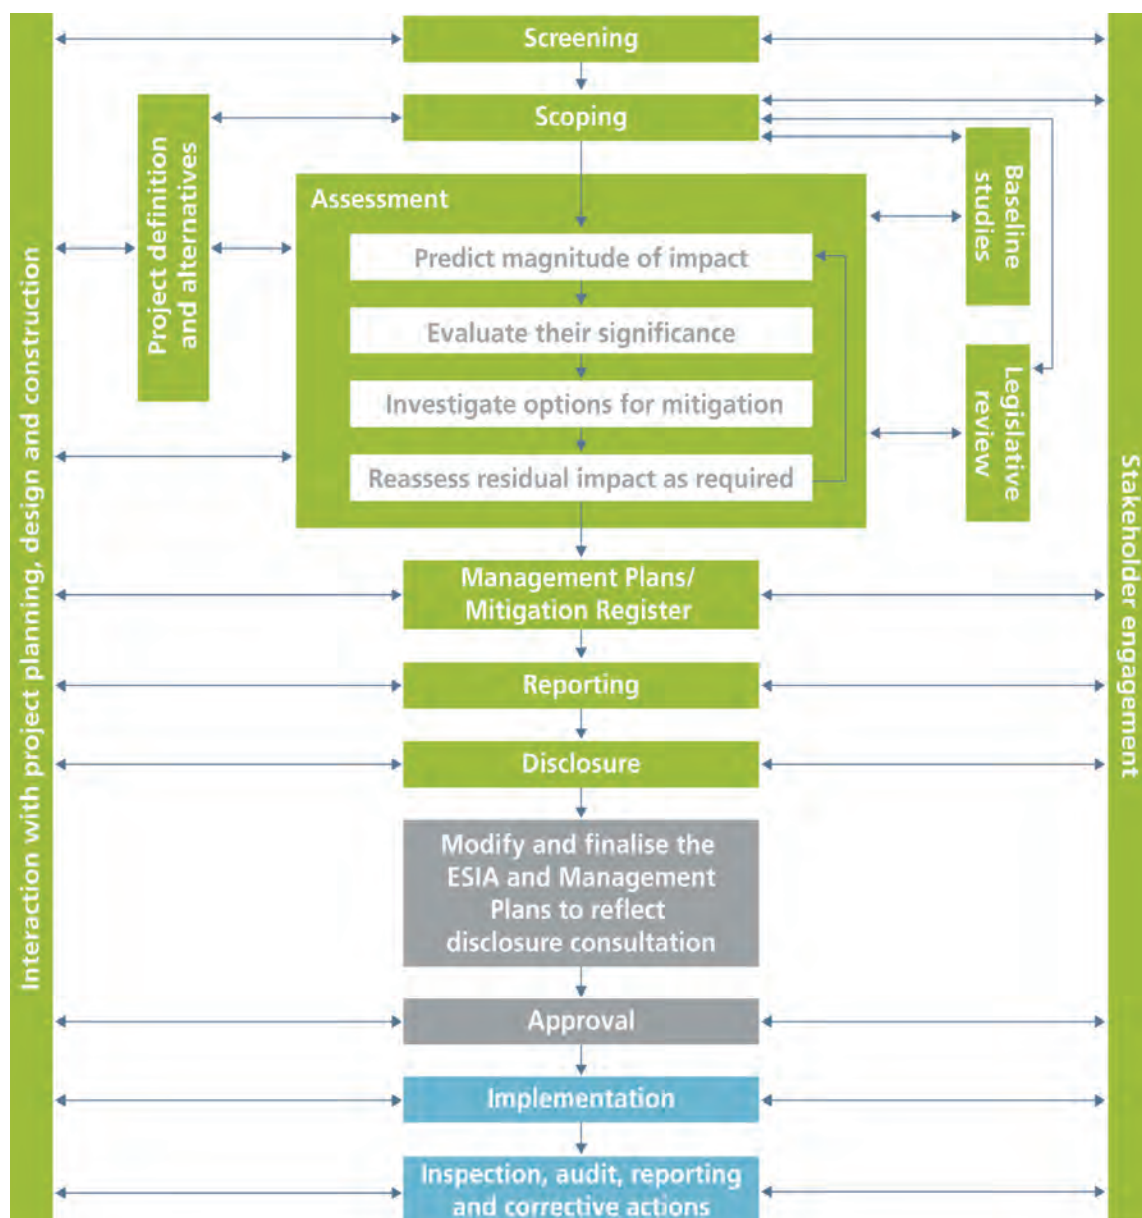 Interaction with project planning, design and construction
Screening
Scoping
Project definition
and alternatives
Assessment
Predict magnitude of impact
Evaluate their significance
Investigate options for mitigation
Reassess residual impact as required
Baseline
studies
Legislative
review
Stakeholder engagement
Management Plans/
Mitigation Register
Reporting
Disclosure
Modify and finalise the
ESIA and Management
Plans to reflect
disclosure consultation
Approval
Implementation
Inspection, audit, reporting
and corrective actions